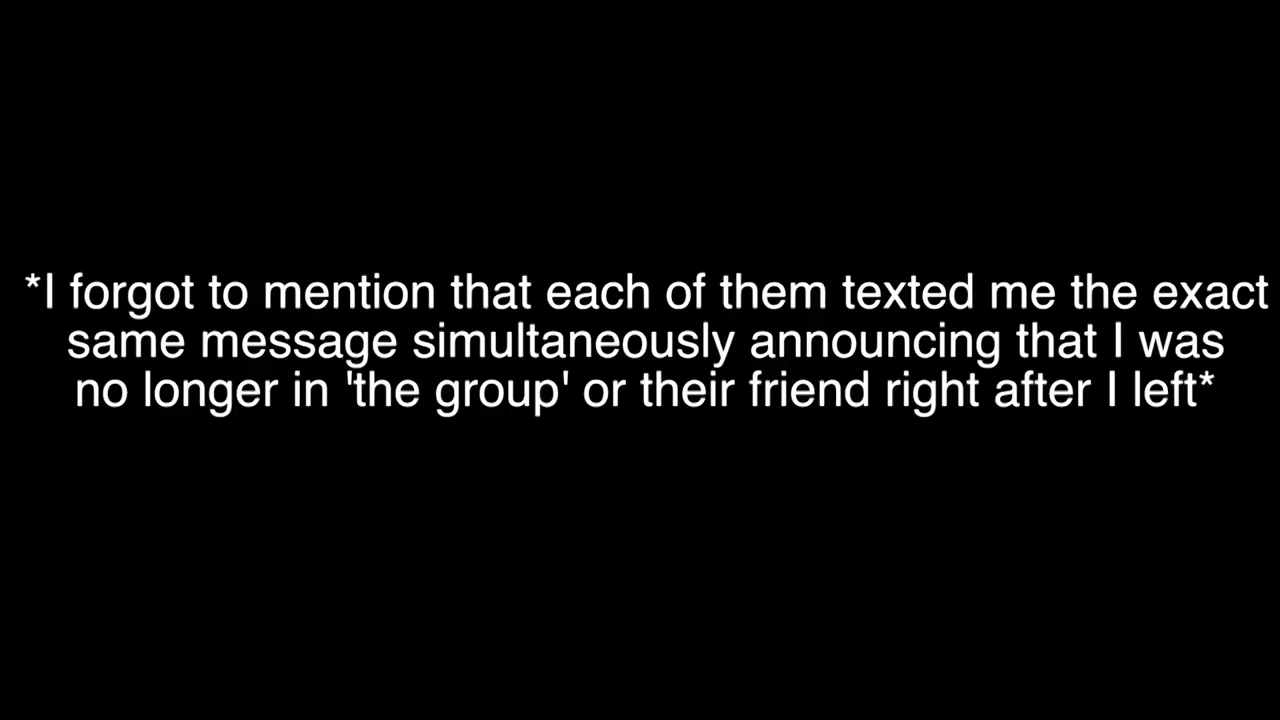 *I forgot to mention that each of them texted me the exact
same message simultaneously announcing that I was
no longer in 'the group' or their friend right after I left*